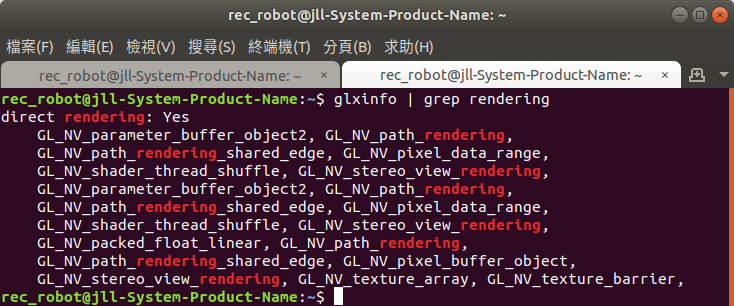 rec_robot@jll-System-Product-Name: ~
檔案(F) 編輯(E) 檢視(V) 搜尋(S) 終端機(T) 分頁(B) 求助(H)
rec_robot@jll-System-Product-Name: ~ × rec_robot@jll-System-Product-Name: ~ ×
rec_robot@jll-System-Product-Name:~$ glxinfo | grep rendering
direct rendering: Yes
    GL_NV_parameter_buffer_object2, GL_NV_path_rendering,
    GL_NV_path_rendering_shared_edge, GL_NV_pixel_data_range,
    GL_NV_shader_thread_shuffle, GL_NV_stereo_view_rendering,
    GL_NV_parameter_buffer_object2, GL_NV_path_rendering,
    GL_NV_path_rendering_shared_edge, GL_NV_pixel_data_range,
    GL_NV_shader_thread_shuffle, GL_NV_stereo_view_rendering,
    GL_NV_packed_float_linear, GL_NV_path_rendering,
    GL_NV_path_rendering_shared_edge, GL_NV_pixel_buffer_object,
    GL_NV_stereo_view_rendering, GL_NV_texture_array, GL_NV_texture_barrier,
rec_robot@jll-System-Product-Name:~$